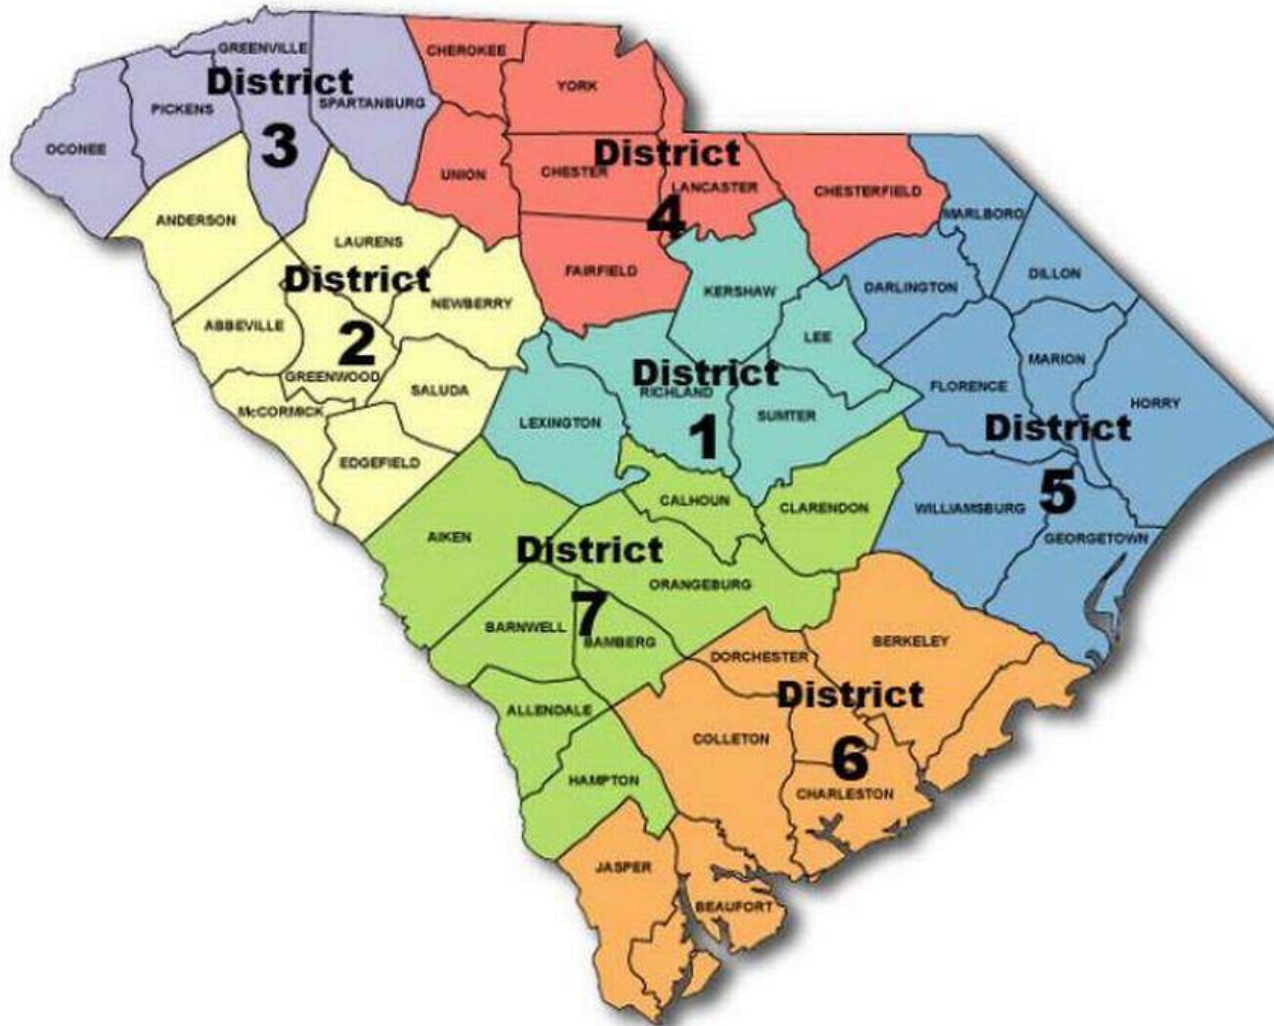 GREENVILLE
CHEROKEE
District
SPARTANBURG
YORK
PICKENS
3
OCONEE
District
UNION
CHESTER
LANCASTER
CHESTERFIELD
4
MARLBORO
ANDERSON
LAURENS
FAIRFIELD
District
DARLINGTON
DILLON
KERSHAW
NEWBERRY
ABBEVILLE
2
LEE
MARION
GREENWOOD
District
RICHLAND
FLORENCE
SALUDA
HORRY
McCORMICK
SUMTER
LEXINGTON
1
District
EDGEFIELD
5
CALHOUN
CLARENDON
WILLIAMSBURG
AIKEN
GEORGETOWN
District
ORANGEBURG
7
BARNWELL
BAMBERG
BERKELEY
DORCHESTER
District
ALLENDALE
COLLETON
6
HAMPTON
CHARLESTON
JASPER
BEAUFORT